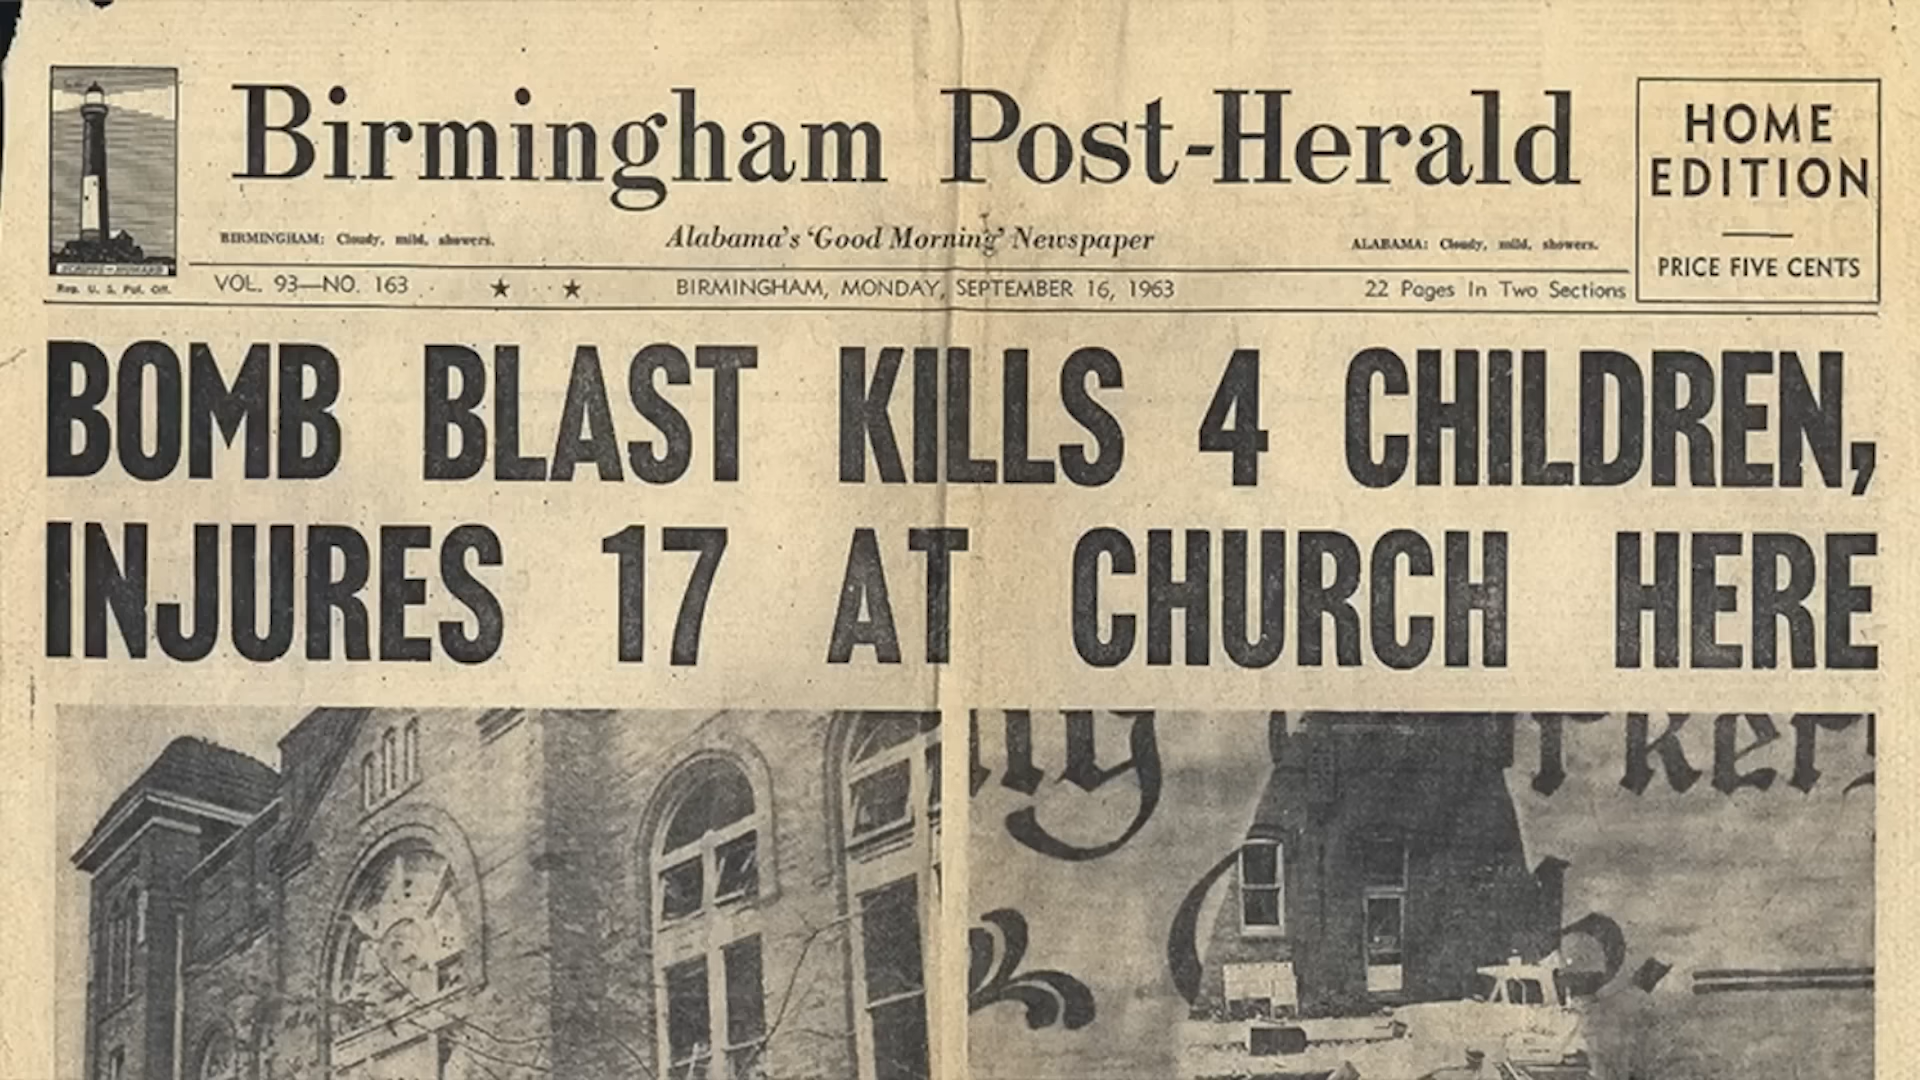 Birmingham Post-Herald
HOME
EDITION
PRICE FIVE CENTS
SCRIPPS-HOWARD
Reg. U. S. Pat. Off.
BIRMINGHAM: Cloudy, mild, showers.
Alabama's 'Good Morning' Newspaper
ALABAMA: Cloudy, mild, showers.
VOL. 93—NO. 163 ★ ★ BIRMINGHAM, MONDAY, SEPTEMBER 16, 1963 22 Pages In Two Sections
BOMB BLAST KILLS 4 CHILDREN,
INJURES 17 AT CHURCH HERE